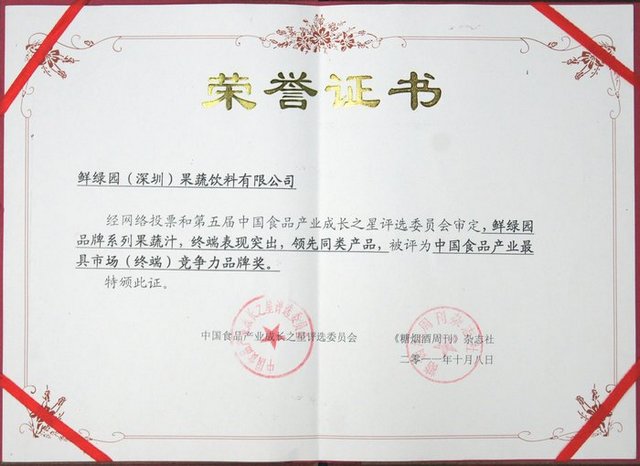 荣誉证书
鲜绿园（深圳）果蔬饮料有限公司
经网络投票和第五届中国食品产业成长之星评选委员会审定，鲜绿园
品牌系列果蔬汁，终端表现突出，领先同类产品，被评为中国食品产业最
具市场（终端）竞争力品牌奖。
特颁此证。
中国食品产业成长之星评选委员会
《糖烟酒周刊》杂志社
二〇一一年十月八日